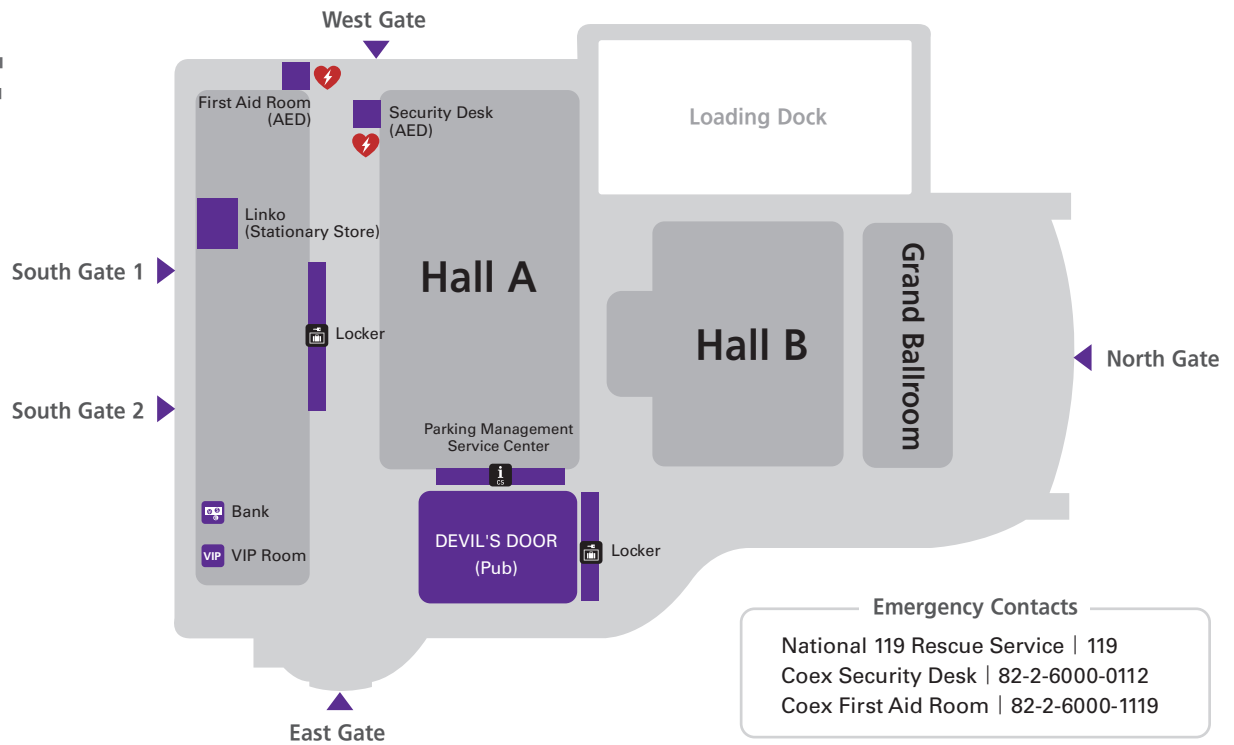 West Gate
First Aid Room
(AED)
Security Desk
(AED)
Loading Dock
Linko
(Stationary Store)
South Gate 1
Hall A
Grand Ballroom
Locker
Hall B
North Gate
South Gate 2
Parking Management
Service Center
i
cs
Bank
DEVIL'S DOOR
(Pub)
Locker
VIP
VIP Room
East Gate
Emergency Contacts
National 119 Rescue Service | 119
Coex Security Desk | 82-2-6000-0112
Coex First Aid Room | 82-2-6000-1119